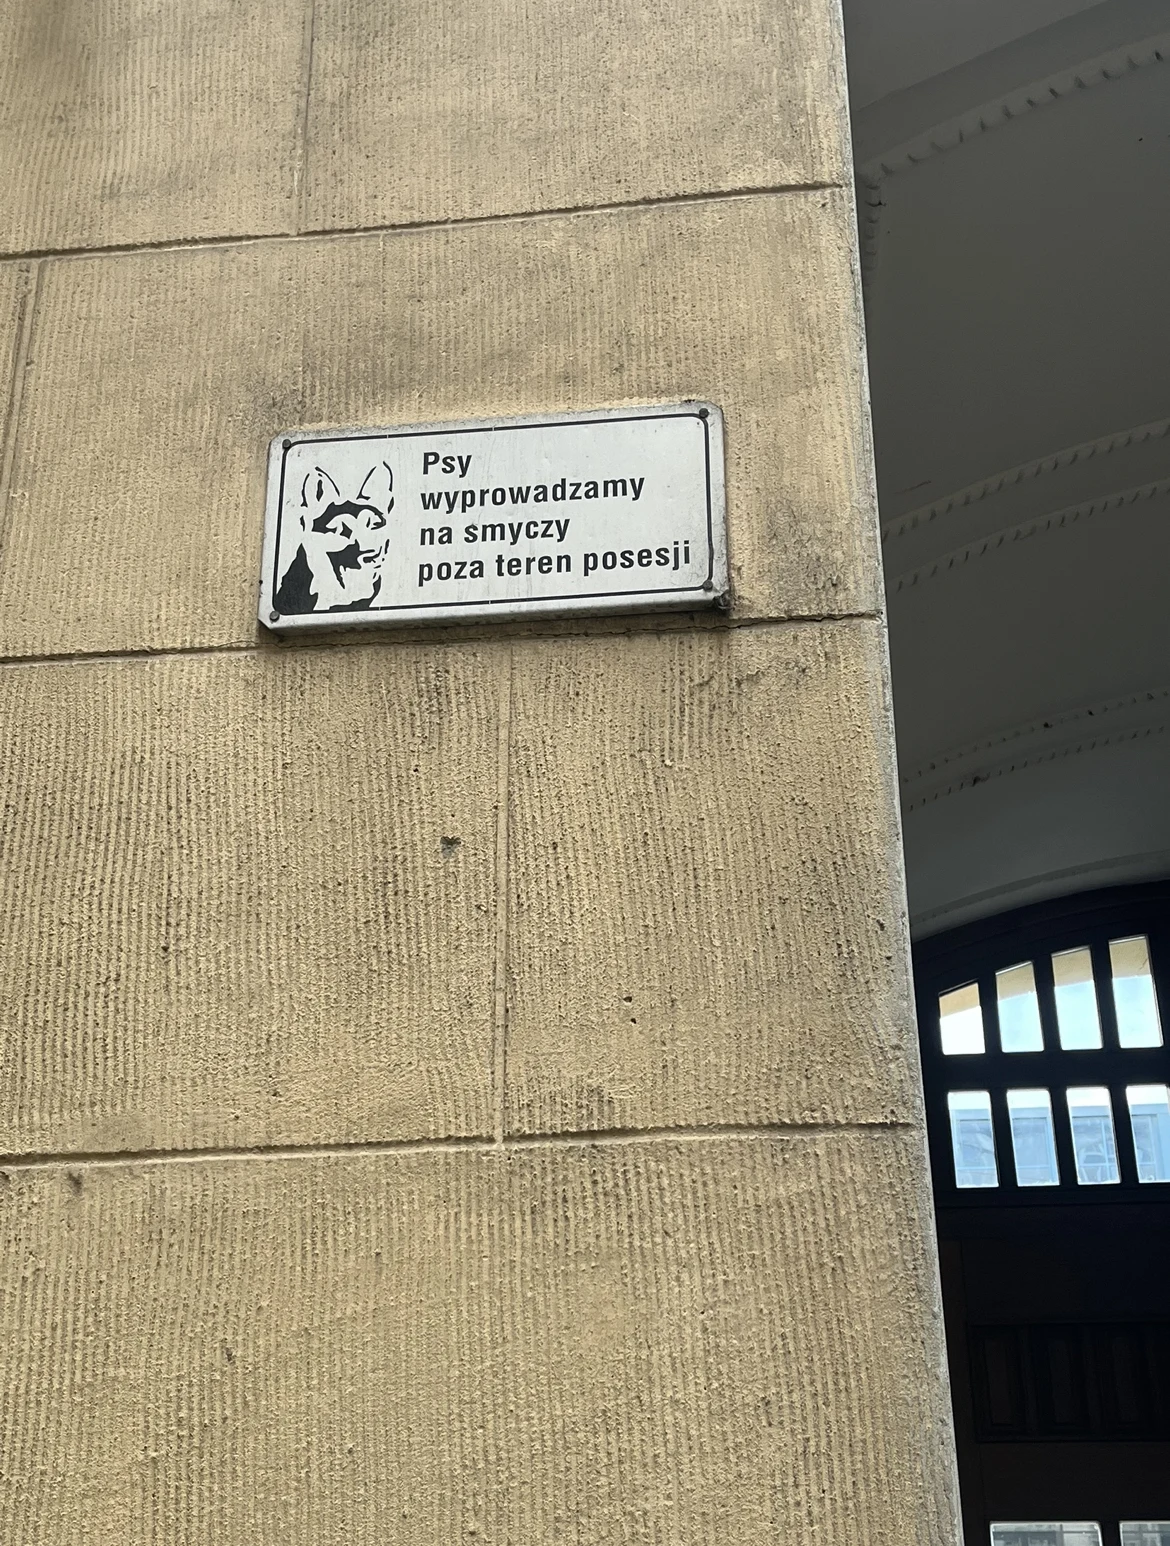 Psy
wyprowadzamy
na smyczy
poza teren posesji